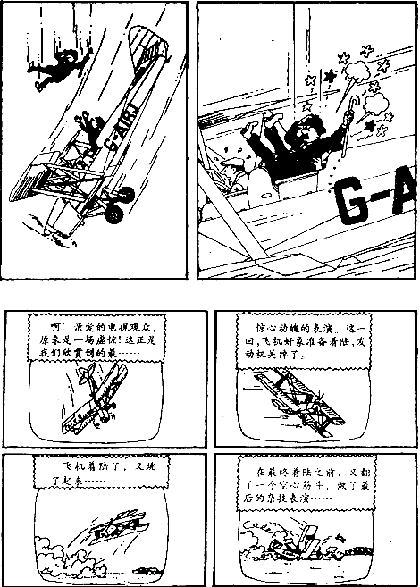 G-AIRJ
G-A
啊! 亲爱的电视观众,
原来是一场虚忧!这正是
我们欣赏到的最……
惊心动魄的表演。这一
回,飞机好象准备着陆,发
动机关掉了。
飞机着陆了,又跳
了起来……
在最终着陆之前,又翻
了一个空心筋斗,做了最
后的杂技表演……